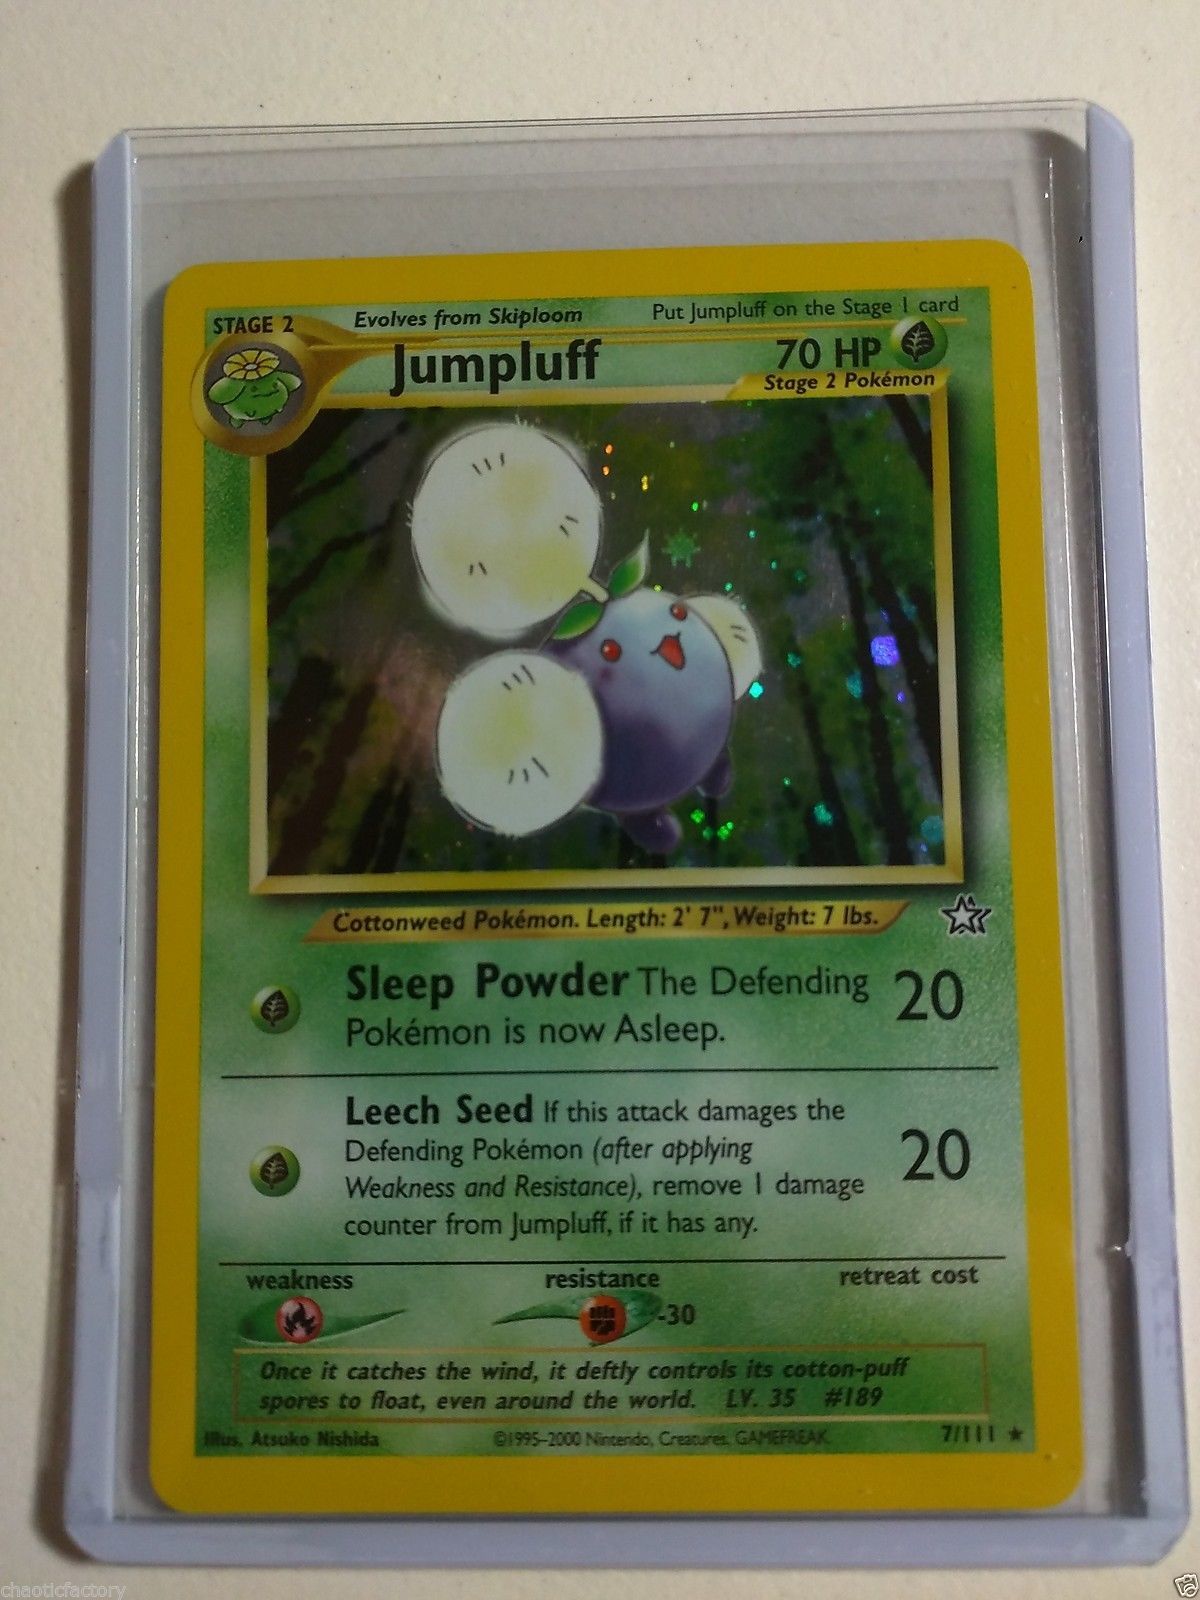 STAGE 2 Evolves from Skiploom Put Jumpluff on the Stage 1 card
Jumpluff 70 HP
Stage 2 Pokémon
Cottonweed Pokémon. Length: 2' 7", Weight: 7 lbs.
Sleep Powder The Defending 20
Pokémon is now Asleep.
Leech Seed If this attack damages the
Defending Pokémon (after applying 20
Weakness and Resistance), remove 1 damage
counter from Jumpluff, if it has any.
weakness resistance retreat cost
-30
Once it catches the wind, it deftly controls its cotton-puff
spores to float, even around the world. LV. 35 #189
Illus. Atsuko Nishida ©1995-2000 Nintendo, Creatures, GAMEFREAK. 7/111 ★
chaoticfactory